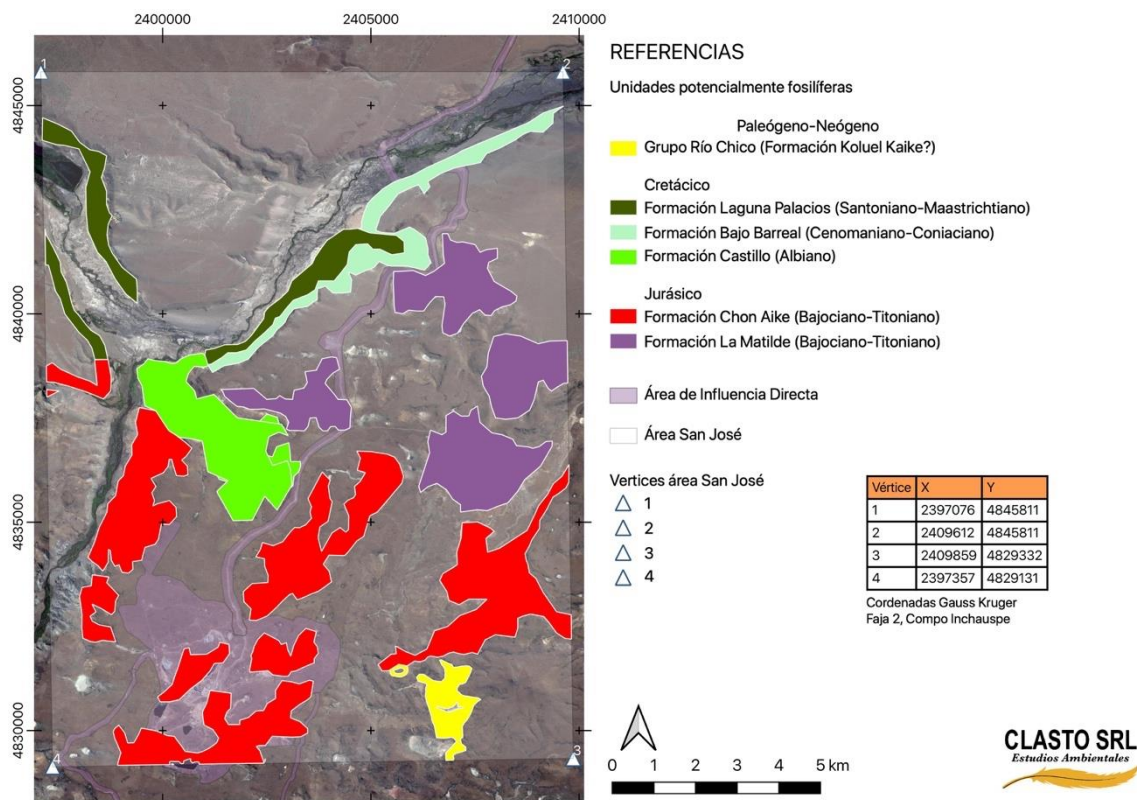 2400000
2405000
2410000
4845000
4840000
4835000
4830000
1
2
3
4
REFERENCIAS
Unidades potencialmente fosilíferas
Paleógeno-Neógeno
Grupo Río Chico (Formación Koluel Kaike?)
Cretácico
Formación Laguna Palacios (Santoniano-Maastrichtiano)
Formación Bajo Barreal (Cenomaniano-Coniaciano)
Formación Castillo (Albiano)
Jurásico
Formación Chon Aike (Bajociano-Titoniano)
Formación La Matilde (Bajociano-Titoniano)
Área de Influencia Directa
Área San José
Vertices área San José
1
2
3
4
Vértice X Y
1 2397076 4845811
2 2409612 4845811
3 2409859 4829332
4 2397357 4829131
Cordenadas Gauss Kruger
Faja 2, Compo Inchauspe
0 1 2 3 4 5 km
CLASTO SRL
Estudios Ambientales